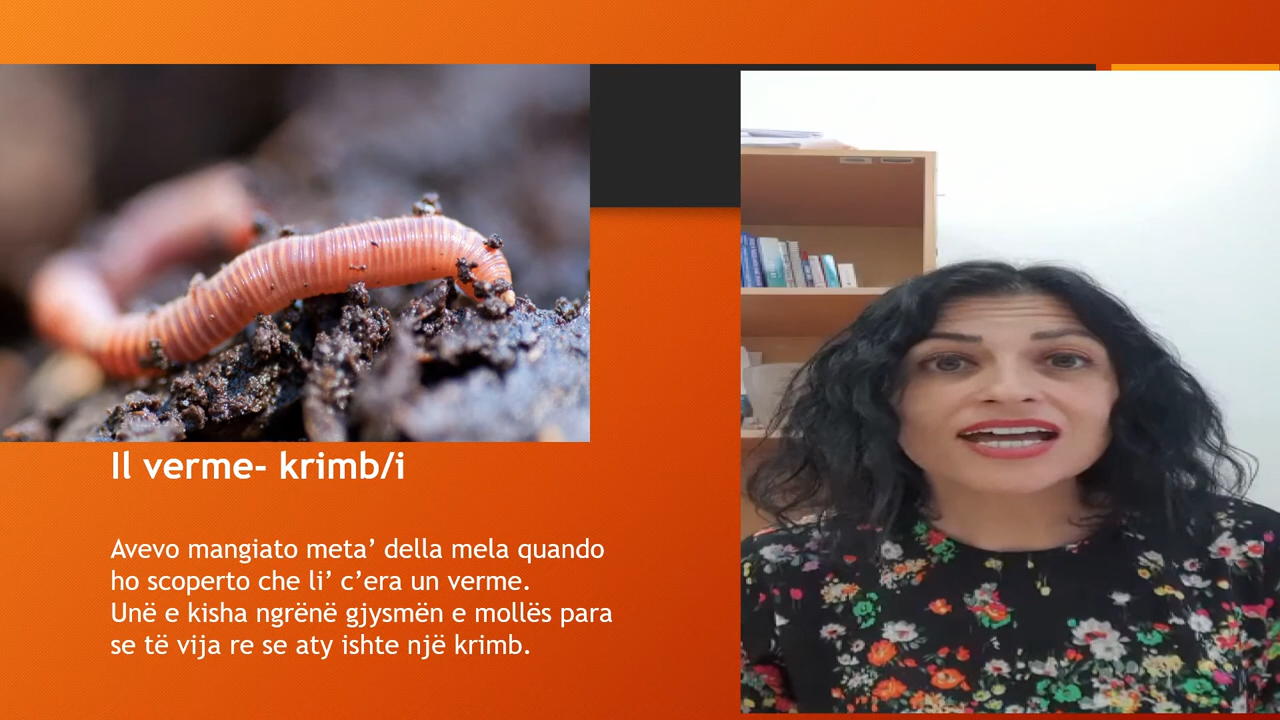 Il verme- krimb/i
Avevo mangiato meta’ della mela quando
ho scoperto che li’ c’era un verme.
Unë e kisha ngrënë gjysmën e mollës para
se të vija re se aty ishte një krimb.